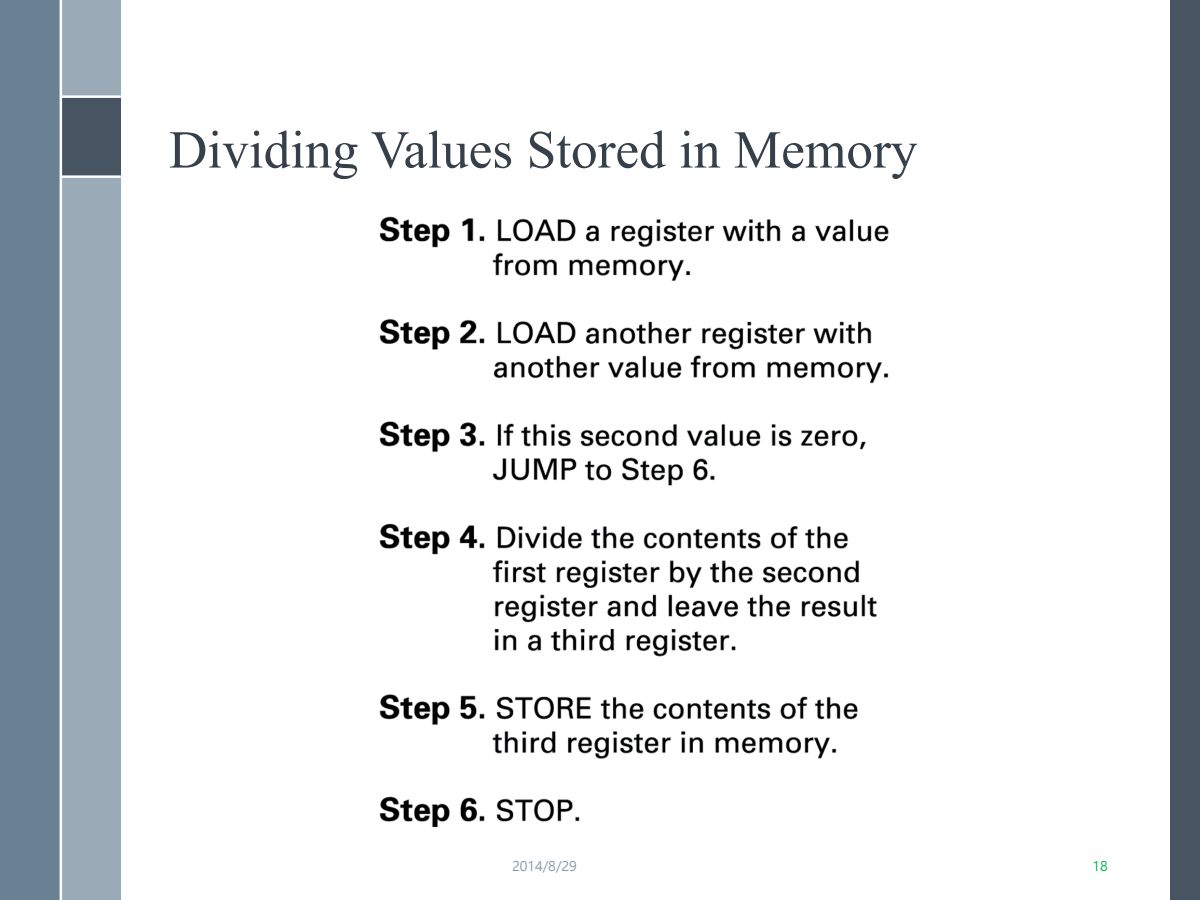 Dividing Values Stored in Memory
Step 1. LOAD a register with a value
from memory.
Step 2. LOAD another register with
another value from memory.
Step 3. If this second value is zero,
JUMP to Step 6.
Step 4. Divide the contents of the
first register by the second
register and leave the result
in a third register.
Step 5. STORE the contents of the
third register in memory.
Step 6. STOP.
2014/8/29
18